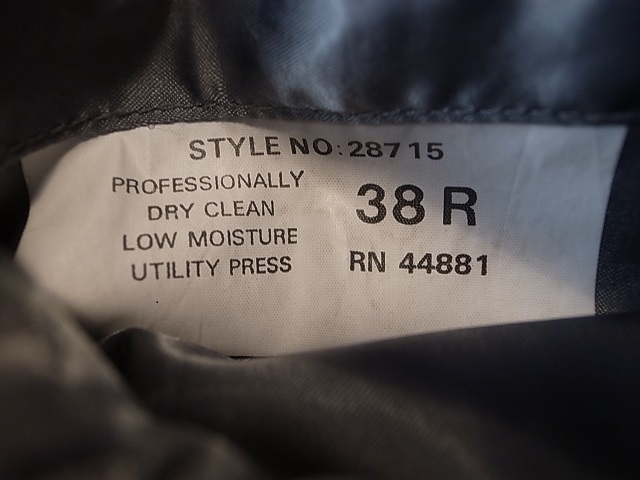 STYLE NO: 28715
PROFESSIONALLY
DRY CLEAN
LOW MOISTURE
UTILITY PRESS
38 R
RN 44881